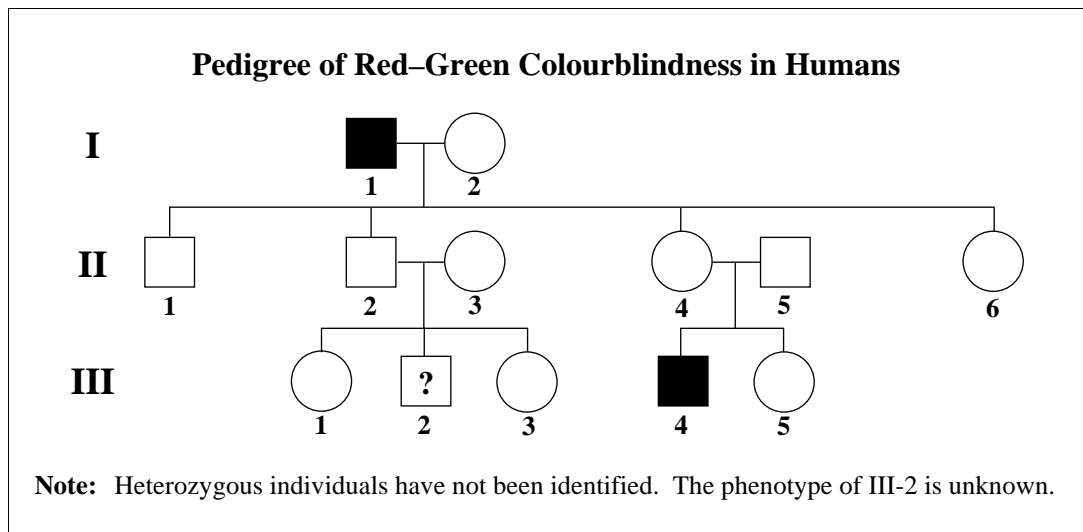 Pedigree of Red–Green Colourblindness in Humans
I
1 2
II
1 2 3 4 5 6
III
?
1 2 3 4 5
Note: Heterozygous individuals have not been identified. The phenotype of III-2 is unknown.